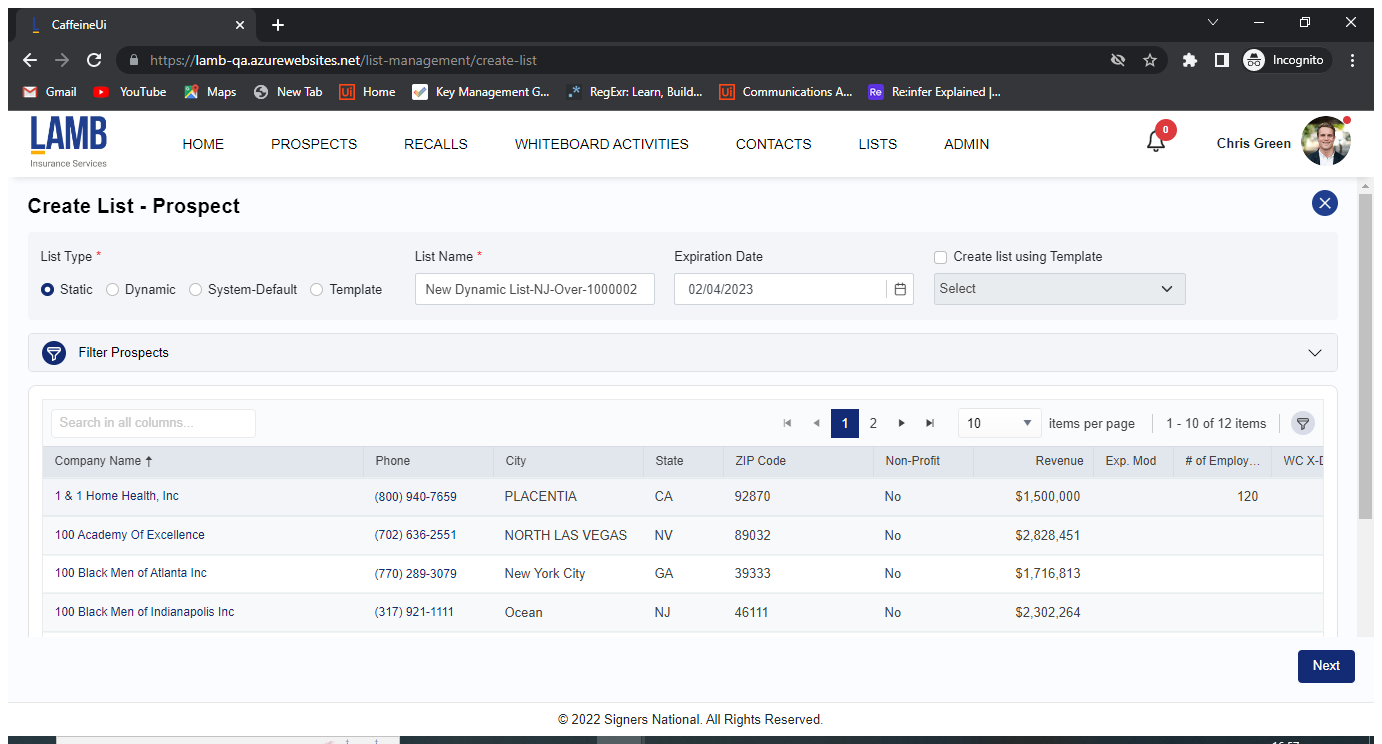 CaffeineUi
https://lamb-qa.azurewebsites.net/list-management/create-list
Incognito
Gmail YouTube Maps New Tab Home Key Management G... RegExr: Learn, Build... Communications A... Re:infer Explained |...
LAMB
Insurance Services
HOME PROSPECTS RECALLS WHITEBOARD ACTIVITIES CONTACTS LISTS ADMIN
0
Chris Green
Create List - Prospect
List Type * List Name * Expiration Date Create list using Template
Static Dynamic System-Default Template New Dynamic List-NJ-Over-1000002 02/04/2023 Select
Filter Prospects
Search in all columns... 1 2 10 items per page 1 - 10 of 12 items
Company Name Phone City State ZIP Code Non-Profit Revenue Exp. Mod # of Employ... WC X-D
1 & 1 Home Health, Inc (800) 940-7659 PLACENTIA CA 92870 No $1,500,000 120
100 Academy Of Excellence (702) 636-2551 NORTH LAS VEGAS NV 89032 No $2,828,451
100 Black Men of Atlanta Inc (770) 289-3079 New York City GA 39333 No $1,716,813
100 Black Men of Indianapolis Inc (317) 921-1111 Ocean NJ 46111 No $2,302,264
Next
© 2022 Signers National. All Rights Reserved.